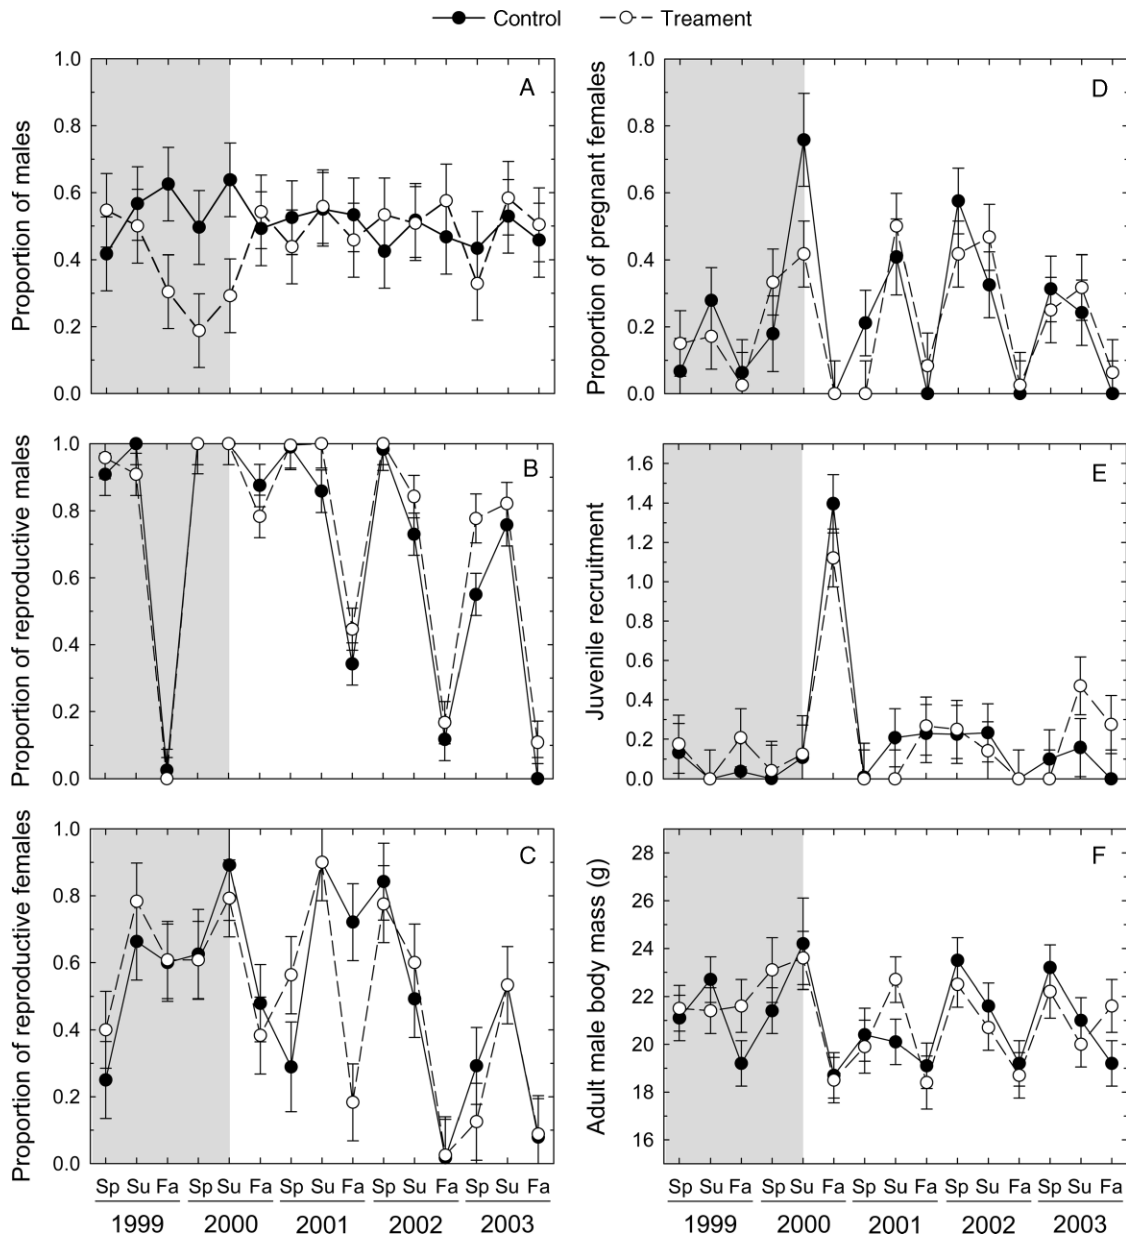 Control Treament
A
Proportion of males
1.0
0.8
0.6
0.4
0.2
0.0
D
Proportion of pregnant females
1.0
0.8
0.6
0.4
0.2
0.0
B
Proportion of reproductive males
1.0
0.8
0.6
0.4
0.2
0.0
E
Juvenile recruitment
1.6
1.4
1.2
1.0
0.8
0.6
0.4
0.2
0.0
C
Proportion of reproductive females
1.0
0.8
0.6
0.4
0.2
0.0
Sp Su Fa Sp Su Fa Sp Su Fa Sp Su Fa Sp Su Fa
1999 2000 2001 2002 2003
F
Adult male body mass (g)
28
26
24
22
20
18
16
Sp Su Fa Sp Su Fa Sp Su Fa Sp Su Fa Sp Su Fa
1999 2000 2001 2002 2003